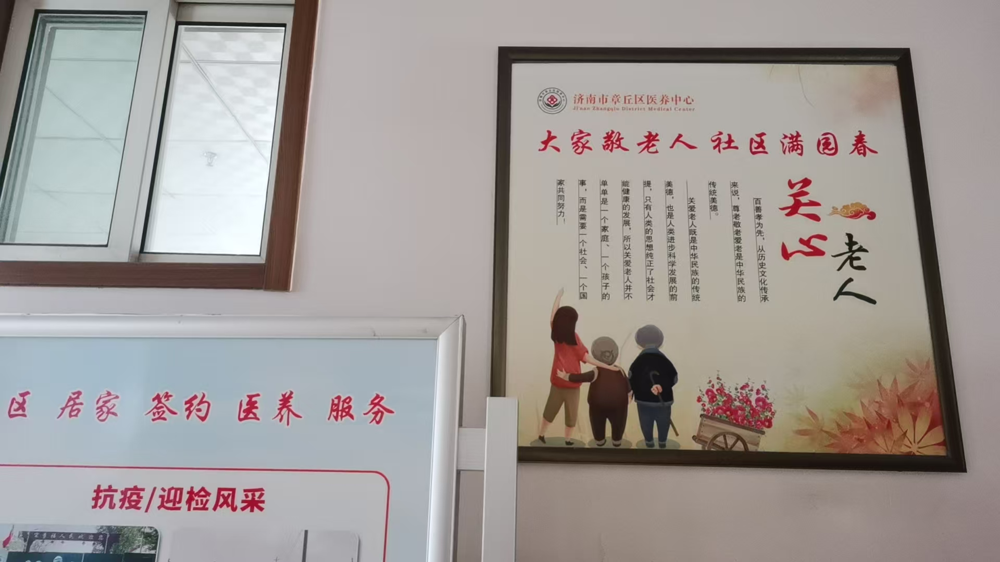 济南市章丘区医养中心
Ji'nan Zhangqiu District Medical Center
大家敬老人 社区满园春
关心
老人
百善孝为先，从历史文化传承
来说，尊老敬老爱老是中华民族的
传统美德。
关爱老人既是中华民族的传统
美德，也是人类进步科学发展的前
提，只有人类的思想纯正了社会才
能健康的发展，所以关爱老人并不
单单是一个家庭、一个孩子的
事，而是需要一个社会、一个国
家共同努力！
区 居家 签约 医养 服务
抗疫/迎检风采